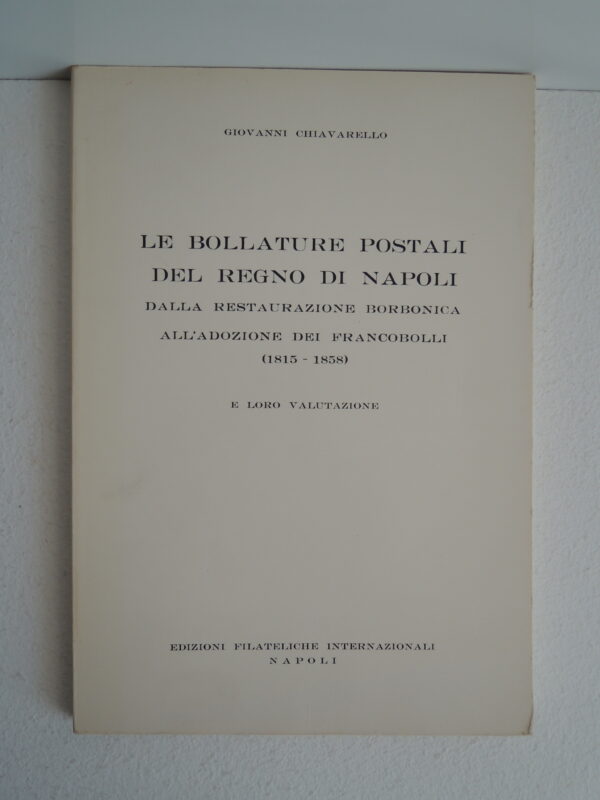 GIOVANNI CHIAVARELLO
LE BOLLATURE POSTALI
DEL REGNO DI NAPOLI
DALLA RESTAURAZIONE BORBONICA
ALL'ADOZIONE DEI FRANCOBOLLI
(1815 - 1858)
E LORO VALUTAZIONE
EDIZIONI FILATELICHE INTERNAZIONALI
NAPOLI